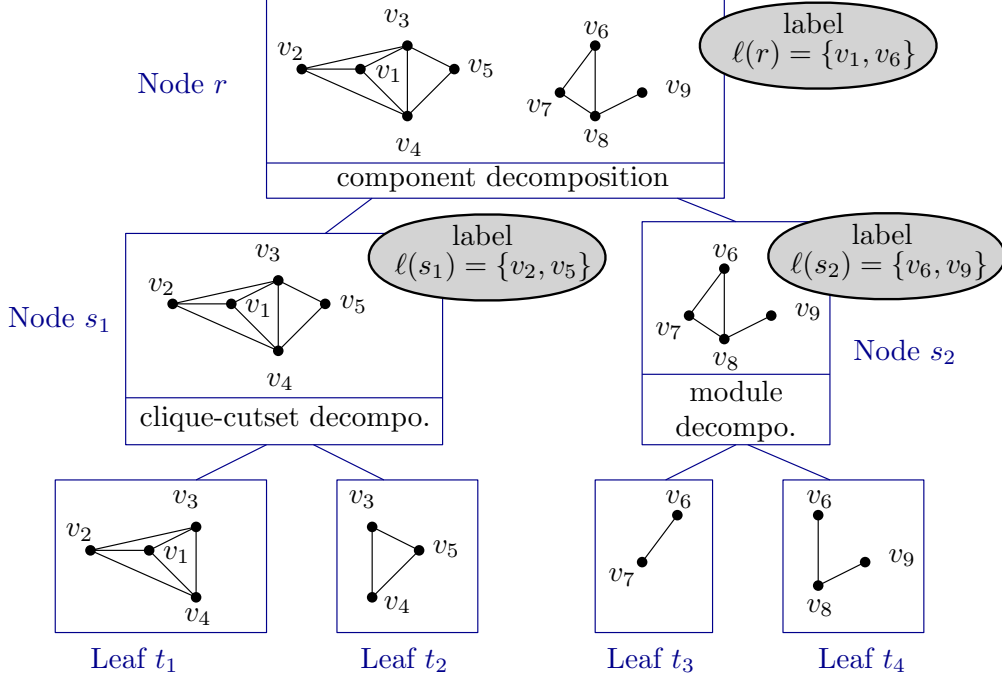 label
ℓ(r) = {v₁, v₆}
Node r
v₃
v₂
v₁
v₅
v₄
v₆
v₇
v₉
v₈
component decomposition
label
ℓ(s₁) = {v₂, v₅}
Node s₁
v₃
v₂
v₁
v₅
v₄
clique-cutset decompo.
label
ℓ(s₂) = {v₆, v₉}
Node s₂
v₆
v₇
v₉
v₈
module
decompo.
v₃
v₂
v₁
v₄
Leaf t₁
v₃
v₅
v₄
Leaf t₂
v₆
v₇
Leaf t₃
v₆
v₉
v₈
Leaf t₄